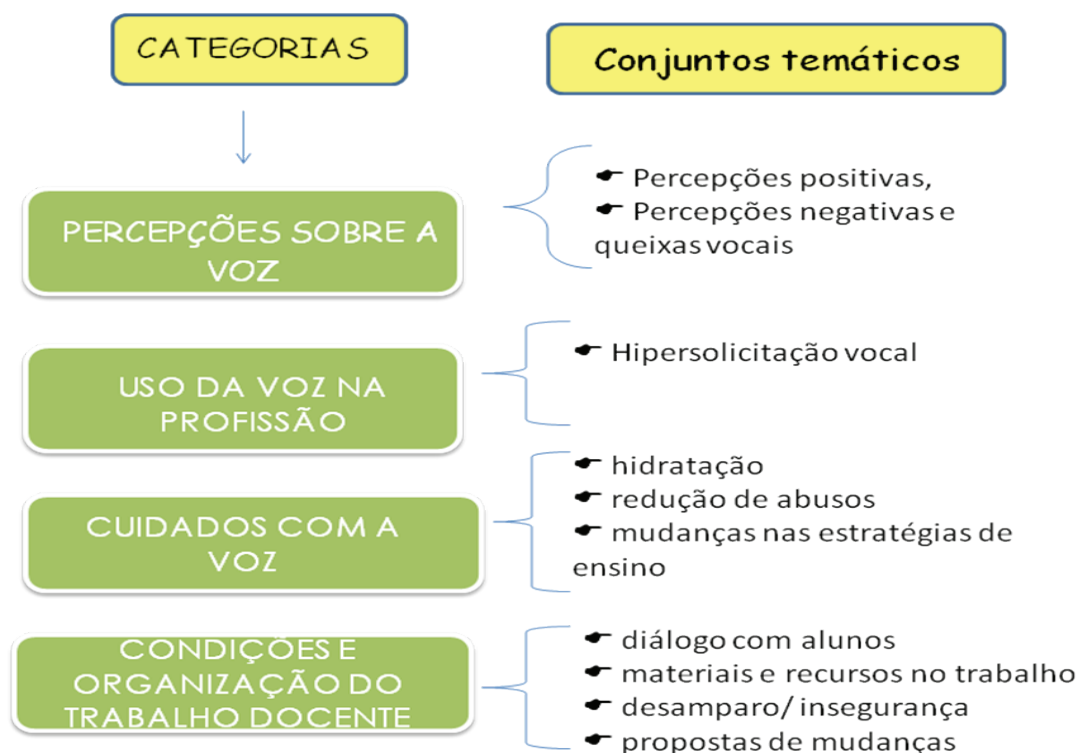 CATEGORIAS
Conjuntos temáticos
PERCEPÇÕES SOBRE A
VOZ
☛ Percepções positivas,
☛ Percepções negativas e
queixas vocais
USO DA VOZ NA
PROFISSÃO
☛ Hipersolicitação vocal
CUIDADOS COM A
VOZ
☛ hidratação
☛ redução de abusos
☛ mudanças nas estratégias de
ensino
CONDIÇÕES E
ORGANIZAÇÃO DO
TRABALHO DOCENTE
☛ diálogo com alunos
☛ materiais e recursos no trabalho
☛ desamparo/ insegurança
☛ propostas de mudanças